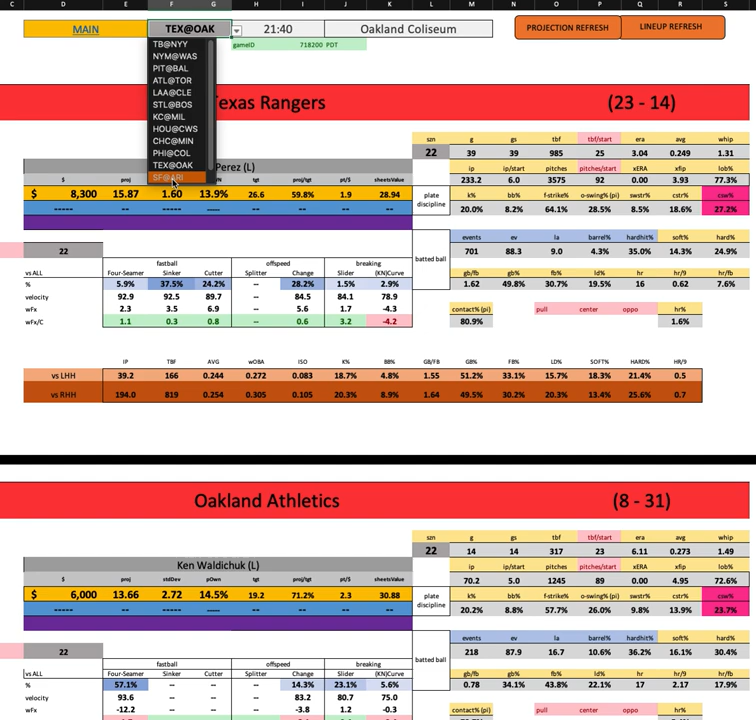 C D E F G H I J K L M N O P Q R S
MAIN TEX@OAK 21:40 Oakland Coliseum PROJECTION REFRESH LINEUP REFRESH
gameID 718200 PDT
TB@NYY
NYM@WAS
PIT@BAL
ATL@TOR
LAA@CLE
STL@BOS
KC@MIL
HOU@CWS
CHC@MIN
PHI@COL
TEX@OAK
SF@ARI
Texas Rangers (23 - 14)
szn g gs tbf tbf/start era avg whip
22 39 39 985 25 3.04 0.249 1.31
Perez (L)
ip ip/start pitches pitches/start xERA xfip lob%
233.2 6.0 3575 92 0.00 3.93 77.3%
$ proj tgt proj/tgt pt/$ sheetsValue
$ 8,300 15.87 1.60 13.9% 26.6 59.8% 1.9 28.94
plate discipline
k% bb% f-strike% o-swing% (pi) swstr% cstr% csw%
20.0% 8.2% 64.1% 28.5% 8.5% 18.6% 27.2%
----- -- -- ---- -- -- -- --
batted ball
events ev la barrel% hardhit% soft% hard%
701 88.3 9.0 4.3% 35.0% 14.3% 24.9%
22
fastball offspeed breaking
vs ALL Four-Seamer Sinker Cutter Splitter Change Slider (KN)Curve
gb/fb gb% fb% ld% hr hr/9 hr/fb
1.62 49.8% 30.7% 19.5% 16 0.62 7.6%
% 5.9% 37.5% 24.2% -- 28.2% 1.5% 2.9%
velocity 92.9 92.5 89.7 -- 84.5 84.1 78.9
wFx 2.3 3.5 6.9 -- 5.6 1.7 -4.3
wFx/C 1.1 0.3 0.8 -- 0.6 3.2 -4.2
contact% (pi) pull center oppo hr%
80.9% 1.6%
IP TBF AVG wOBA ISO K% BB% GB/FB GB% FB% LD% SOFT% HARD% HR/9
vs LHH 39.2 166 0.244 0.272 0.083 18.7% 4.8% 1.55 51.2% 33.1% 15.7% 18.3% 21.4% 0.5
vs RHH 194.0 819 0.254 0.305 0.105 20.3% 8.9% 1.64 49.5% 30.2% 20.3% 13.4% 25.6% 0.7
Oakland Athletics (8 - 31)
szn g gs tbf tbf/start era avg whip
22 14 14 317 23 6.11 0.273 1.49
Ken Waldichuk (L)
ip ip/start pitches pitches/start xERA xfip lob%
70.2 5.0 1245 89 0.00 4.95 72.6%
$ proj stdDev pOwn tgt proj/tgt pt/$ sheetsValue
$ 6,000 13.66 2.72 14.5% 19.2 71.2% 2.3 30.88
plate discipline
k% bb% f-strike% o-swing% (pi) swstr% cstr% csw%
20.2% 8.8% 57.7% 26.0% 9.8% 13.9% 23.7%
----- -- -- ---- -- -- -- --
batted ball
events ev la barrel% hardhit% soft% hard%
218 87.9 16.7 10.6% 36.2% 16.1% 30.4%
22
fastball offspeed breaking
vs ALL Four-Seamer Sinker Cutter Splitter Change Slider (KN)Curve
gb/fb gb% fb% ld% hr hr/9 hr/fb
0.78 34.1% 43.8% 22.1% 17 2.17 17.9%
% 57.1% -- -- -- 14.3% 23.1% 5.6%
velocity 93.6 -- -- -- 83.2 80.7 75.0
wFx -12.2 -- -- -- -3.8 1.2 -0.3
contact% (pi) pull center oppo hr%